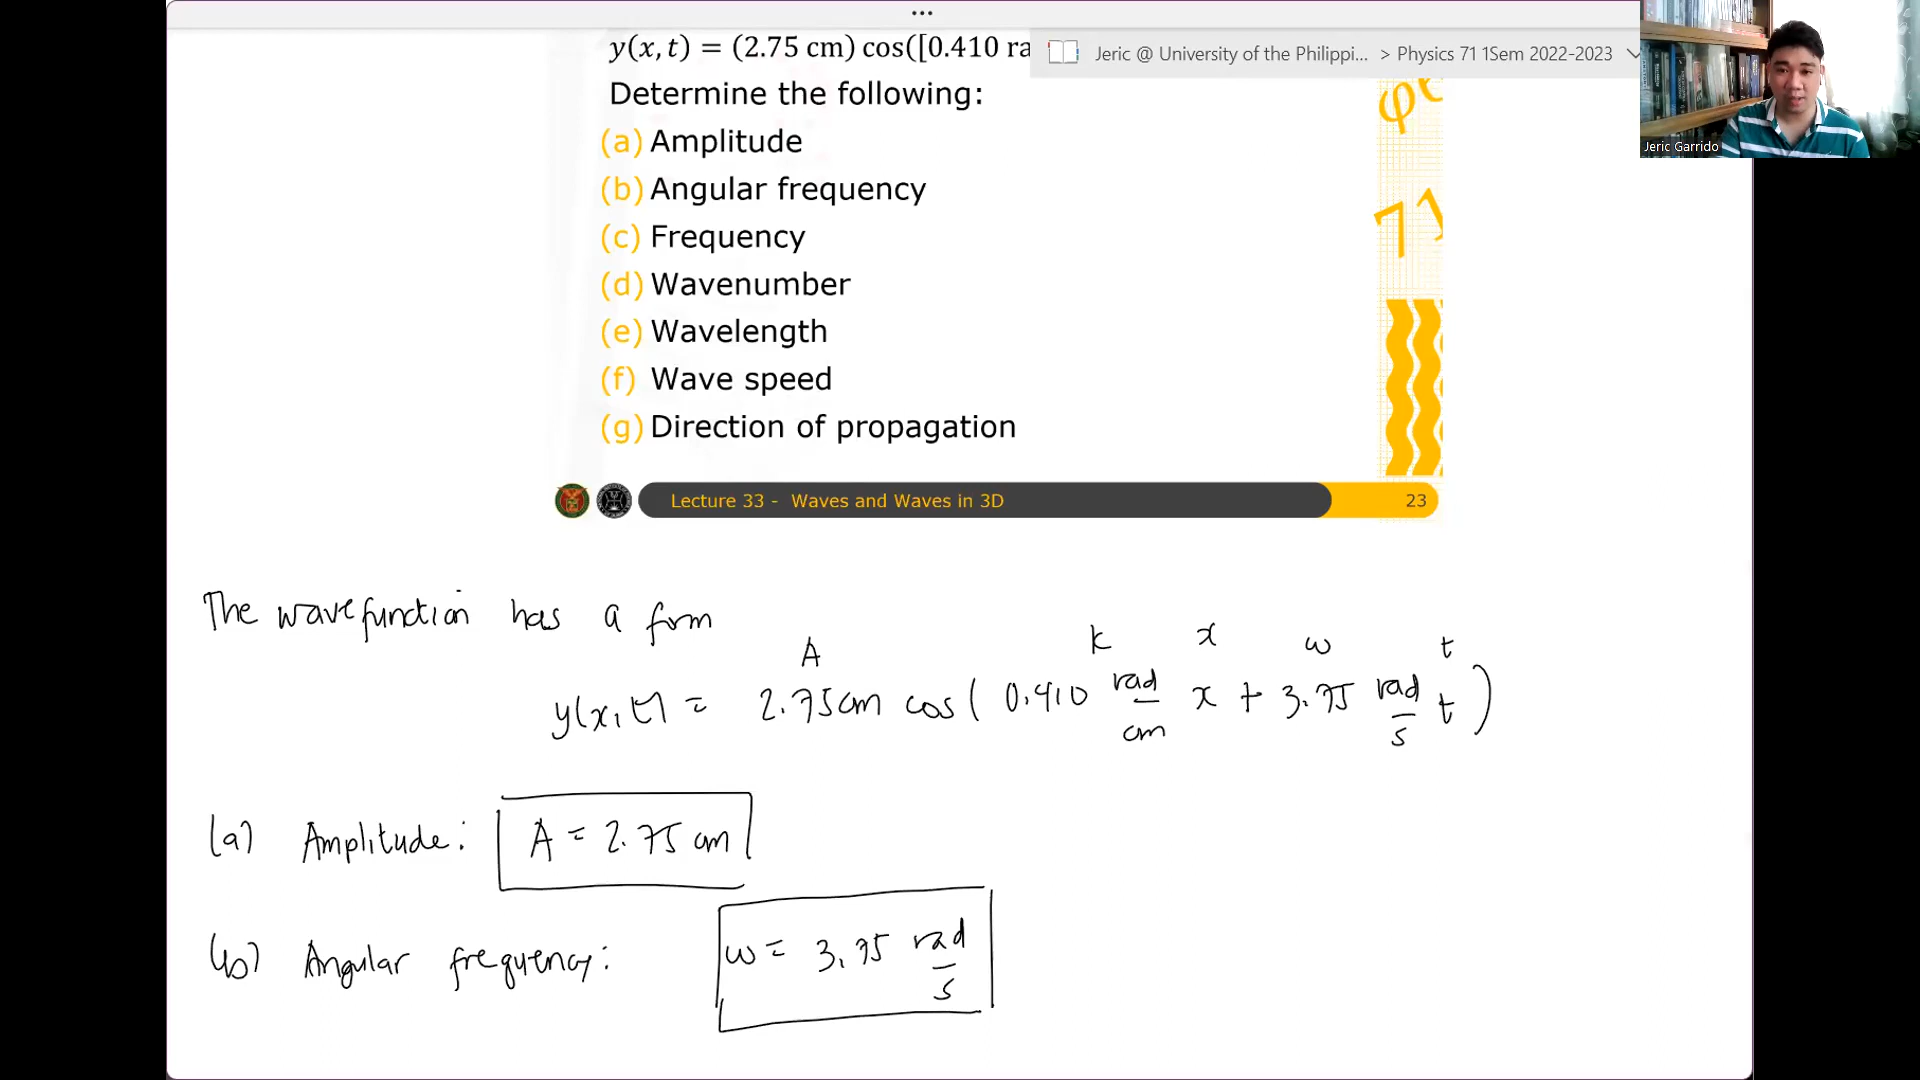 ...
y(x, t) = (2.75 cm) cos([0.410 ra
Jeric @ University of the Philippi... > Physics 71 1Sem 2022-2023
Jeric Garrido
Determine the following:
(a) Amplitude
(b) Angular frequency
(c) Frequency
(d) Wavenumber
(e) Wavelength
(f) Wave speed
(g) Direction of propagation
71
Lecture 33 - Waves and Waves in 3D
23
The wavefunction has a form
A k x ω t
y(x,t) = 2.75cm cos( 0.410 rad/cm x + 3.75 rad/s t )
(a) Amplitude: A = 2.75 cm
(b) Angular frequency: ω = 3.75 rad/s